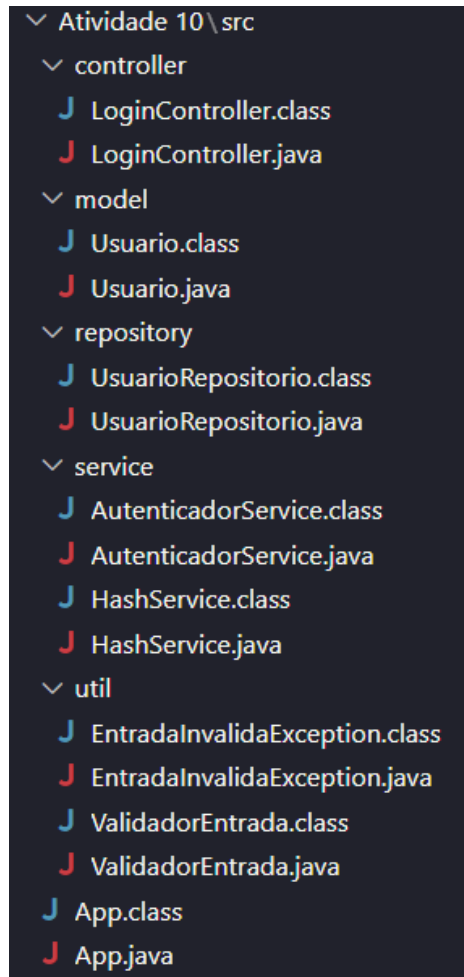 Atividade 10\src
controller
J LoginController.class
J LoginController.java
model
J Usuario.class
J Usuario.java
repository
J UsuarioRepositorio.class
J UsuarioRepositorio.java
service
J AutenticadorService.class
J AutenticadorService.java
J HashService.class
J HashService.java
util
J EntradaInvalidaException.class
J EntradaInvalidaException.java
J ValidadorEntrada.class
J ValidadorEntrada.java
J App.class
J App.java